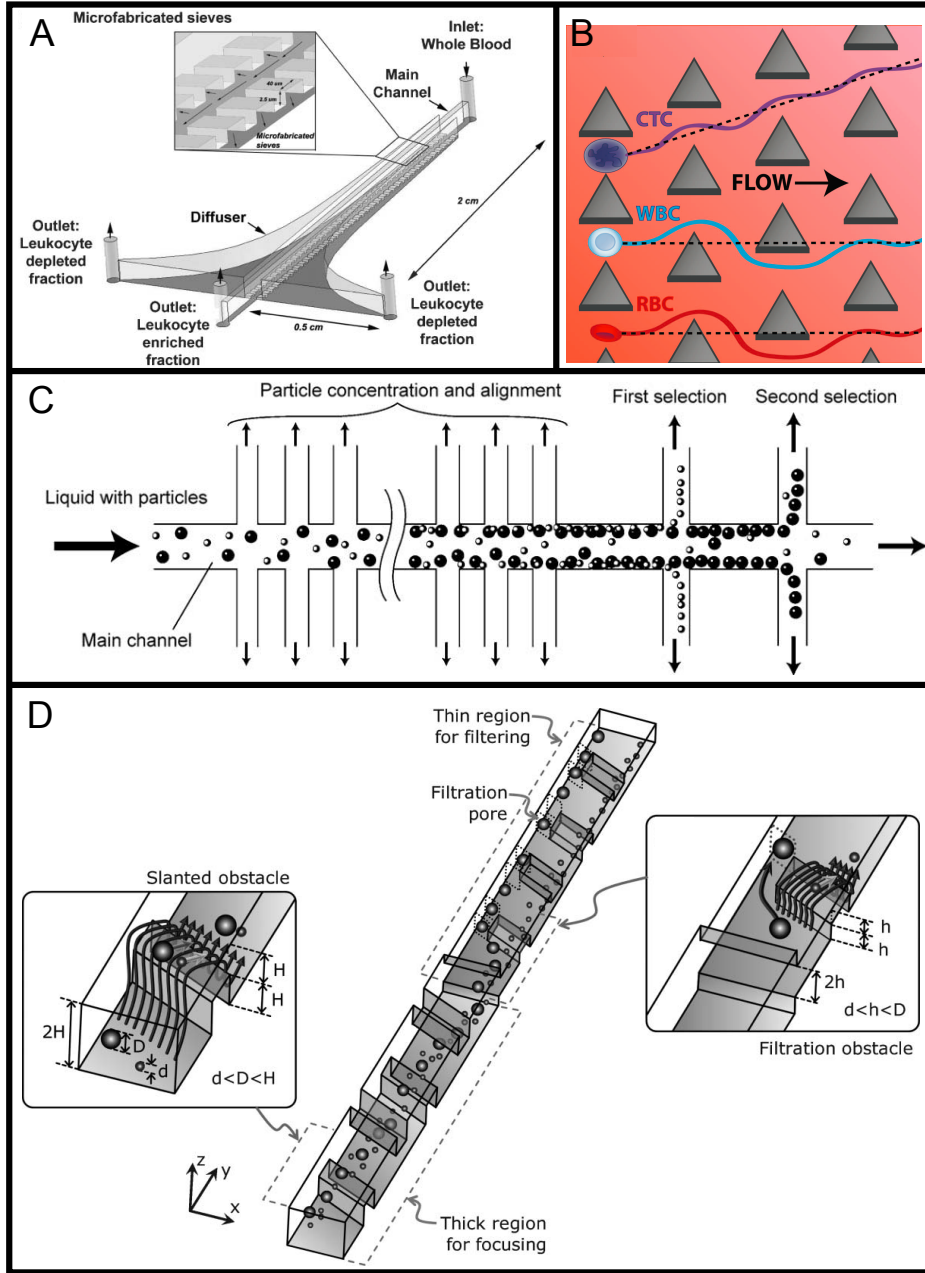 Microfabricated sieves
A
40 um
2.5 um
Microfabricated
sieves
Inlet:
Whole Blood
Main
Channel
2 cm
Diffuser
Outlet:
Leukocyte
depleted
fraction
Outlet:
Leukocyte
enriched
fraction
0.5 cm
Outlet:
Leukocyte
depleted
fraction
B
CTC
FLOW
WBC
RBC
C
Particle concentration and alignment
First selection
Second selection
Liquid with particles
Main channel
D
Thin region
for filtering
Filtration
pore
Slanted obstacle
H
H
2H
D
d
d<D<H
h
h
2h
d<h<D
Filtration obstacle
z
y
x
Thick region
for focusing